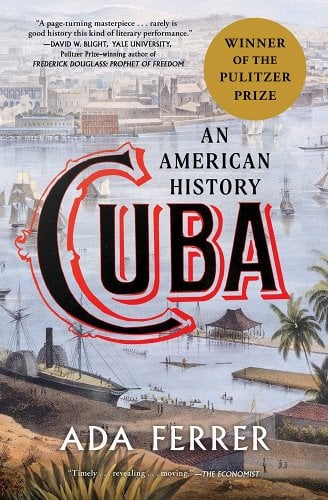 "A page-turning masterpiece . . . rarely is
good history this kind of literary performance."
—DAVID W. BLIGHT, YALE UNIVERSITY,
Pulitzer Prize–winning author of
FREDERICK DOUGLASS: PROPHET OF FREEDOM
WINNER
OF THE
PULITZER
PRIZE
AN
AMERICAN
HISTORY
CUBA
ADA FERRER
"Timely . . . revealing . . . moving." —THE ECONOMIST